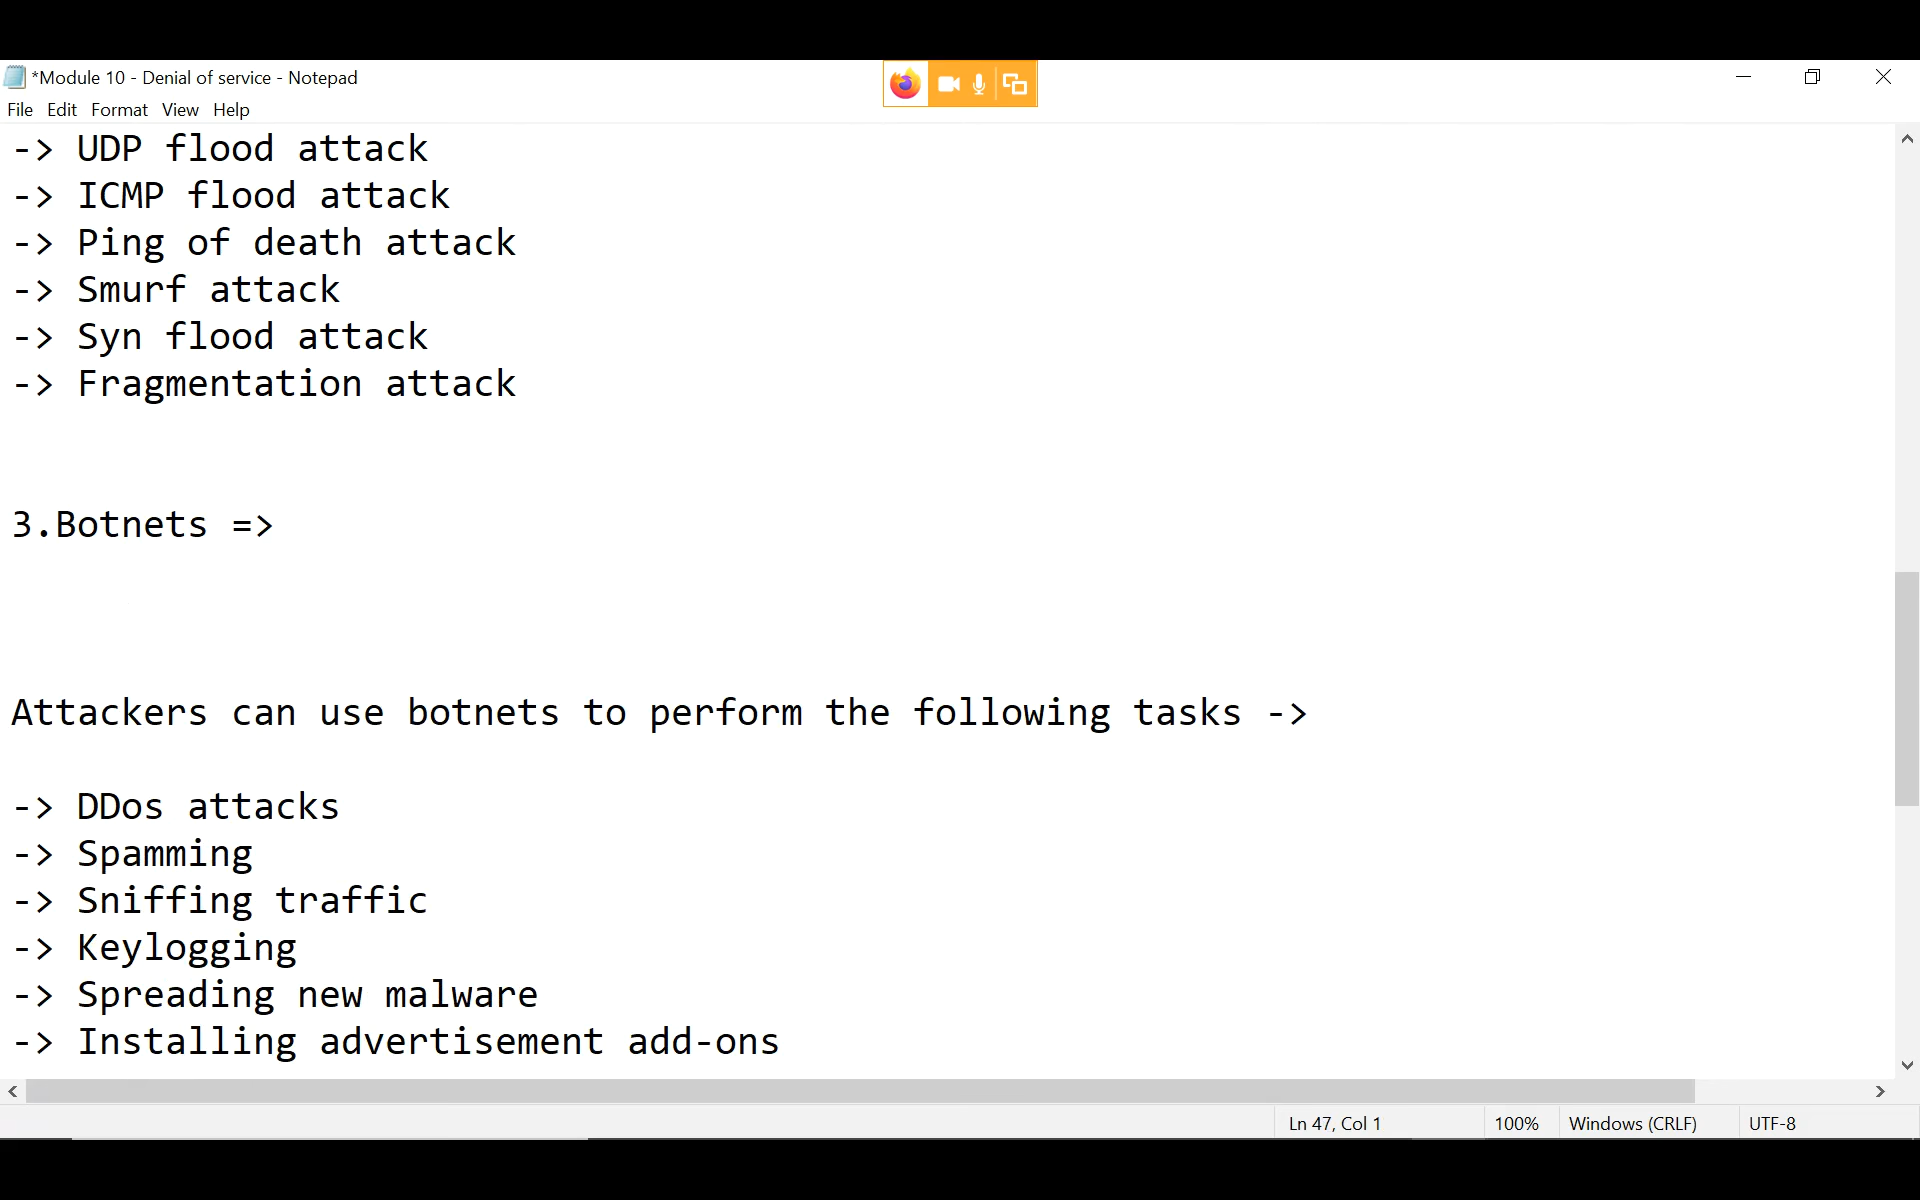 *Module 10 - Denial of service - Notepad
File Edit Format View Help
-> UDP flood attack
-> ICMP flood attack
-> Ping of death attack
-> Smurf attack
-> Syn flood attack
-> Fragmentation attack
3.Botnets =>
Attackers can use botnets to perform the following tasks ->
-> DDos attacks
-> Spamming
-> Sniffing traffic
-> Keylogging
-> Spreading new malware
-> Installing advertisement add-ons
Ln 47, Col 1 100% Windows (CRLF) UTF-8